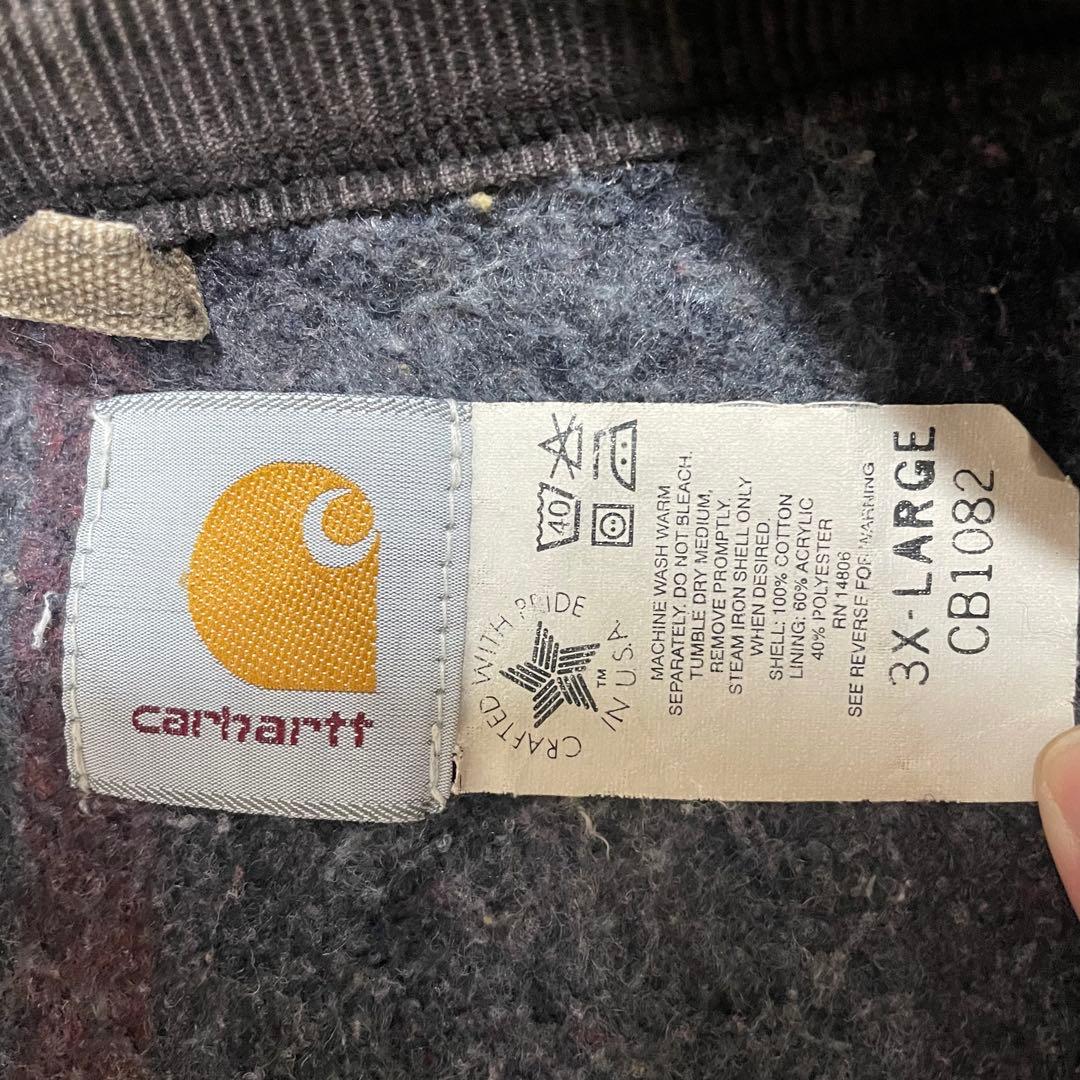 carhartt
CRAFTED WITH PRIDE
IN U.S.A.
TM
40
MACHINE WASH WARM
SEPARATELY. DO NOT BLEACH.
TUMBLE DRY MEDIUM,
REMOVE PROMPTLY.
STEAM IRON SHELL ONLY
WHEN DESIRED.
SHELL: 100% COTTON
LINING: 60% ACRYLIC
40% POLYESTER
RN 14806
SEE REVERSE FOR WARNING
3X-LARGE
CB1082